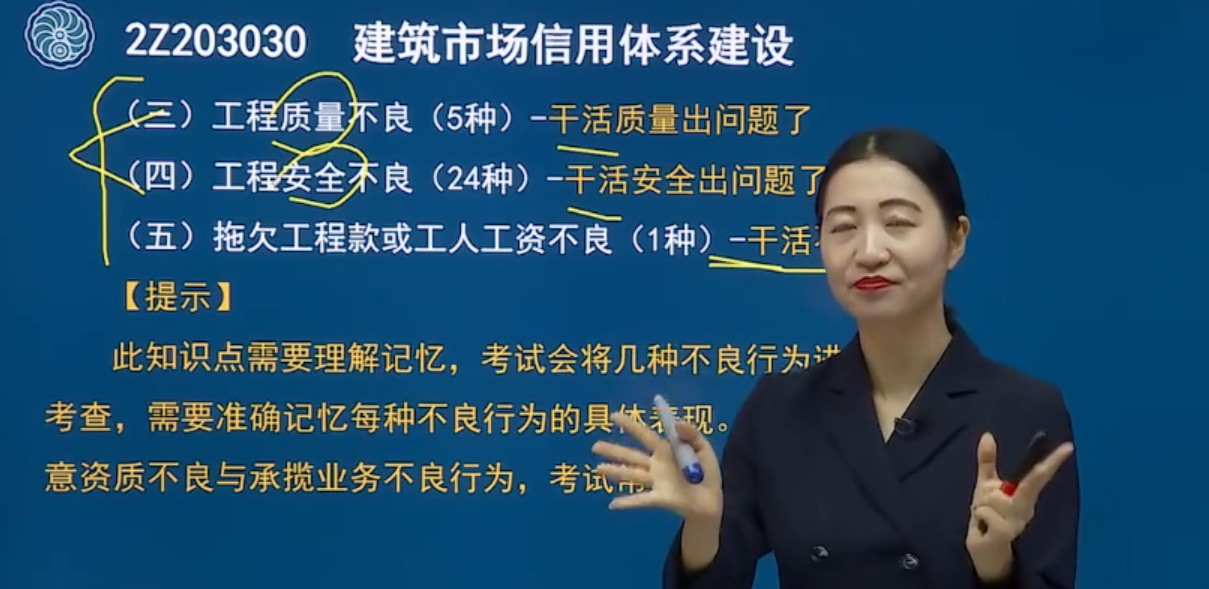 2Z203030 建筑市场信用体系建设
（三）工程质量不良（5种）-干活质量出问题了
（四）工程安全不良（24种）-干活安全出问题了
（五）拖欠工程款或工人工资不良（1种）-干活
【提示】
此知识点需要理解记忆，考试会将几种不良行为进
考查，需要准确记忆每种不良行为的具体表现。
意资质不良与承揽业务不良行为，考试常